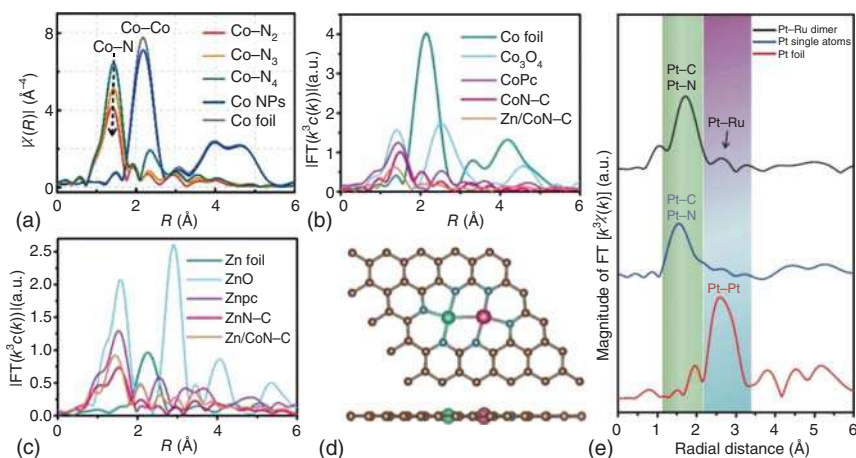 |χ(R)| (Å⁻⁴)
8
4
0
Co–N
Co–Co
Co–N₂
Co–N₃
Co–N₄
Co NPs
Co foil
0 2 4 6
R (Å)
(a)
|FT(k³c(k))|(a.u.)
4
3
2
1
0
Co foil
Co₃O₄
CoPc
CoN–C
Zn/CoN–C
0 2 4 6
R (Å)
(b)
|FT(k³c(k))|(a.u.)
2.5
2.0
1.5
1.0
0.5
0.0
Zn foil
ZnO
Znpc
ZnN–C
Zn/CoN–C
0 2 4 6
R (Å)
(c)
(d)
Magnitude of FT [k³χ(k)] (a.u.)
Pt–Ru dimer
Pt single atoms
Pt foil
Pt–C
Pt–N
Pt–Ru
Pt–C
Pt–N
Pt–Pt
0 1 2 3 4 5 6
Radial distance (Å)
(e)